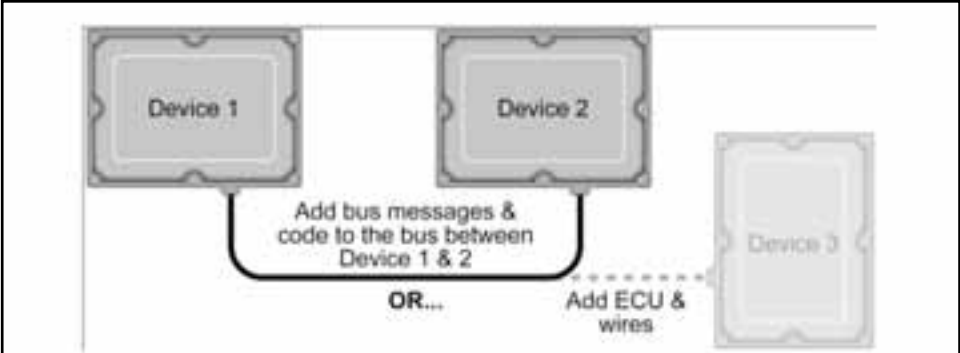 Device 1
Device 2
Add bus messages &
code to the bus between
Device 1 & 2
Device 3
OR...
Add ECU &
wires